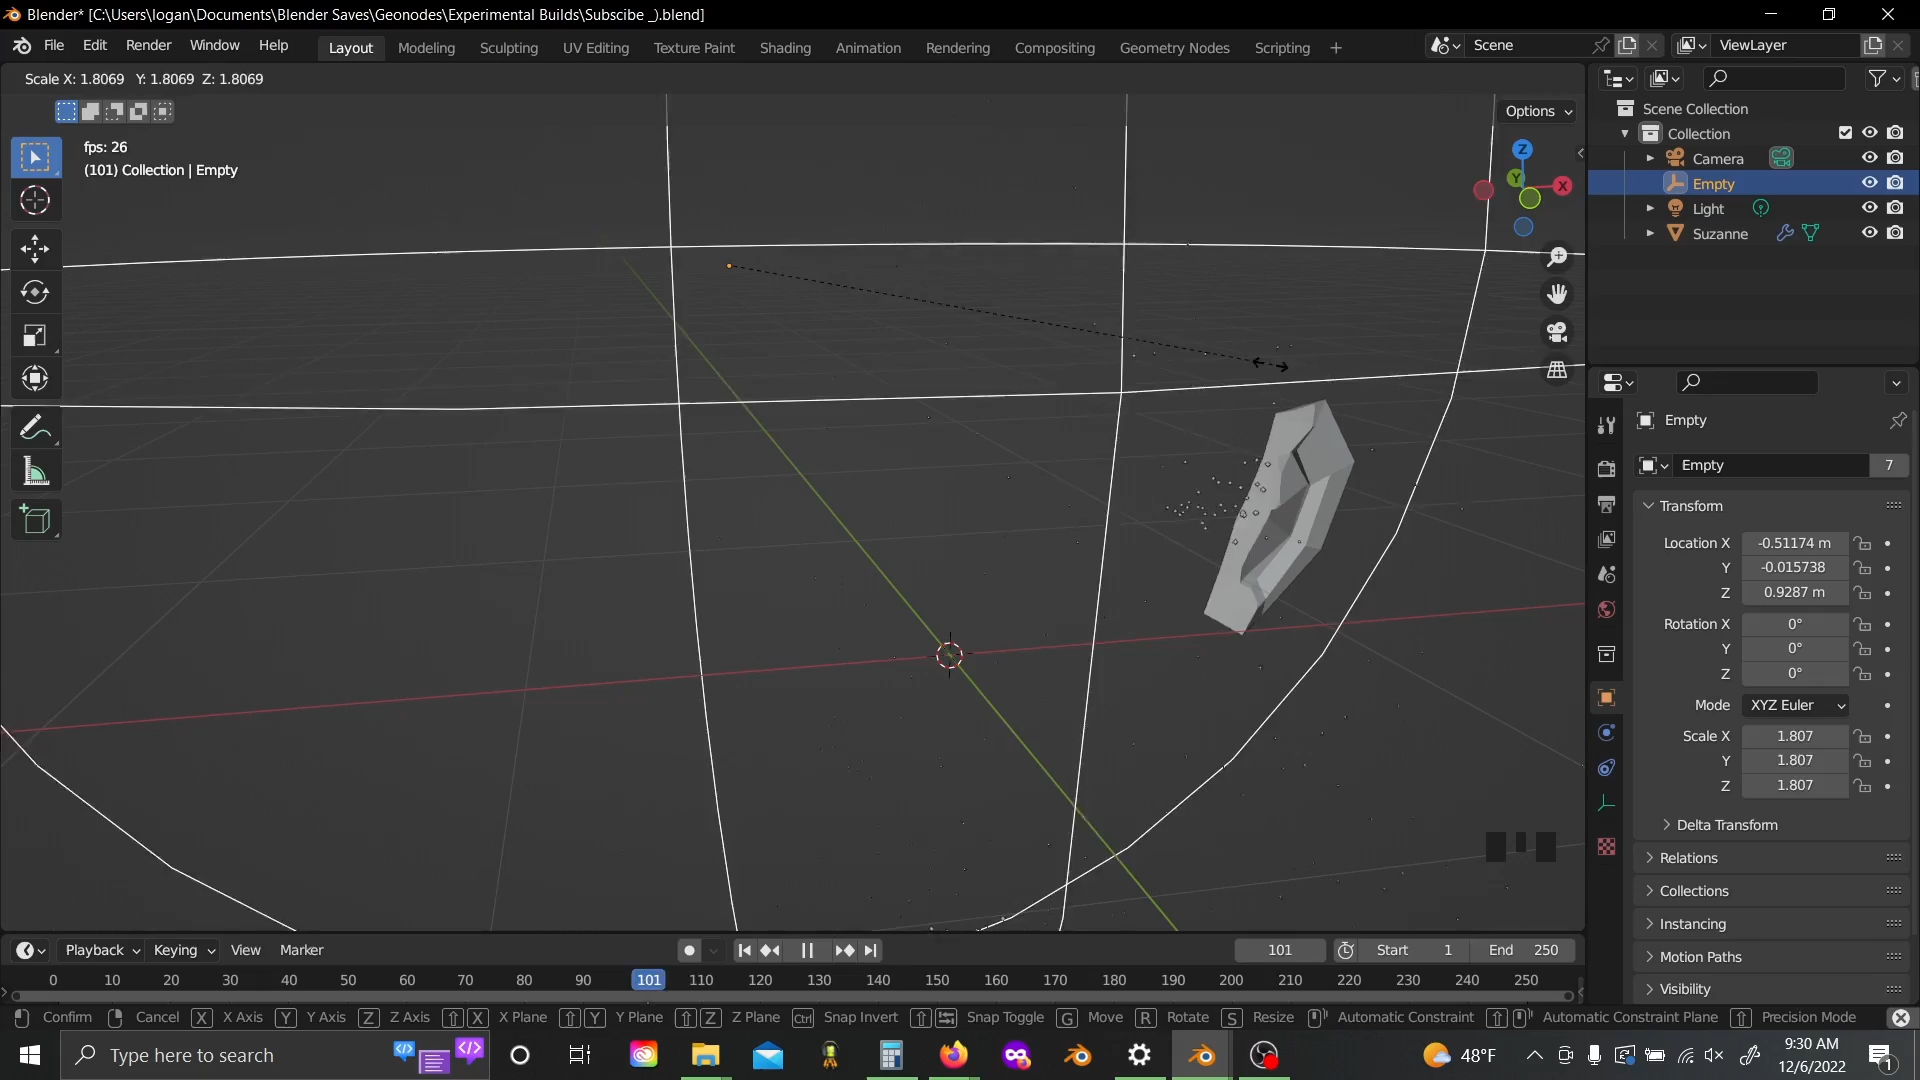 Blender* [C:\Users\logan\Documents\Blender Saves\Geonodes\Experimental Builds\Subscibe _).blend]
File Edit Render Window Help Layout Modeling Sculpting UV Editing Texture Paint Shading Animation Rendering Compositing Geometry Nodes Scripting + Scene ViewLayer
Scale X: 1.8069 Y: 1.8069 Z: 1.8069
Options
fps: 26
(101) Collection | Empty
Z
Y
X
Scene Collection
Collection
Camera
Empty
Light
Suzanne
Empty
Empty 7
Transform
Location X -0.51174 m
Y -0.015738
Z 0.9287 m
Rotation X 0°
Y 0°
Z 0°
Mode XYZ Euler
Scale X 1.807
Y 1.807
Z 1.807
Delta Transform
Relations
Collections
Instancing
Motion Paths
Visibility
Playback Keying View Marker 101 Start 1 End 250
0 10 20 30 40 50 60 70 80 90 101 110 120 130 140 150 160 170 180 190 200 210 220 230 240 250
Confirm Cancel X X Axis Y Y Axis Z Z Axis X X Plane Y Y Plane Z Z Plane Ctrl Snap Invert Snap Toggle G Move R Rotate S Resize Automatic Constraint Automatic Constraint Plane Precision Mode
Type here to search 48°F 9:30 AM
12/6/2022 1